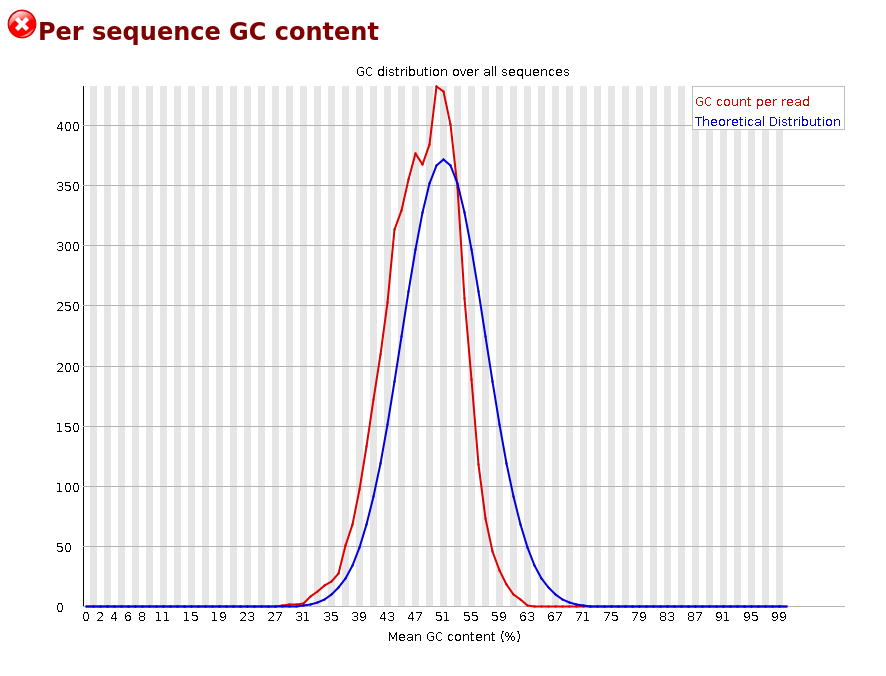 Per sequence GC content
GC distribution over all sequences
GC count per read
Theoretical Distribution
400
350
300
250
200
150
100
50
0
0 2 4 6 8 11 15 19 23 27 31 35 39 43 47 51 55 59 63 67 71 75 79 83 87 91 95 99
Mean GC content (%)